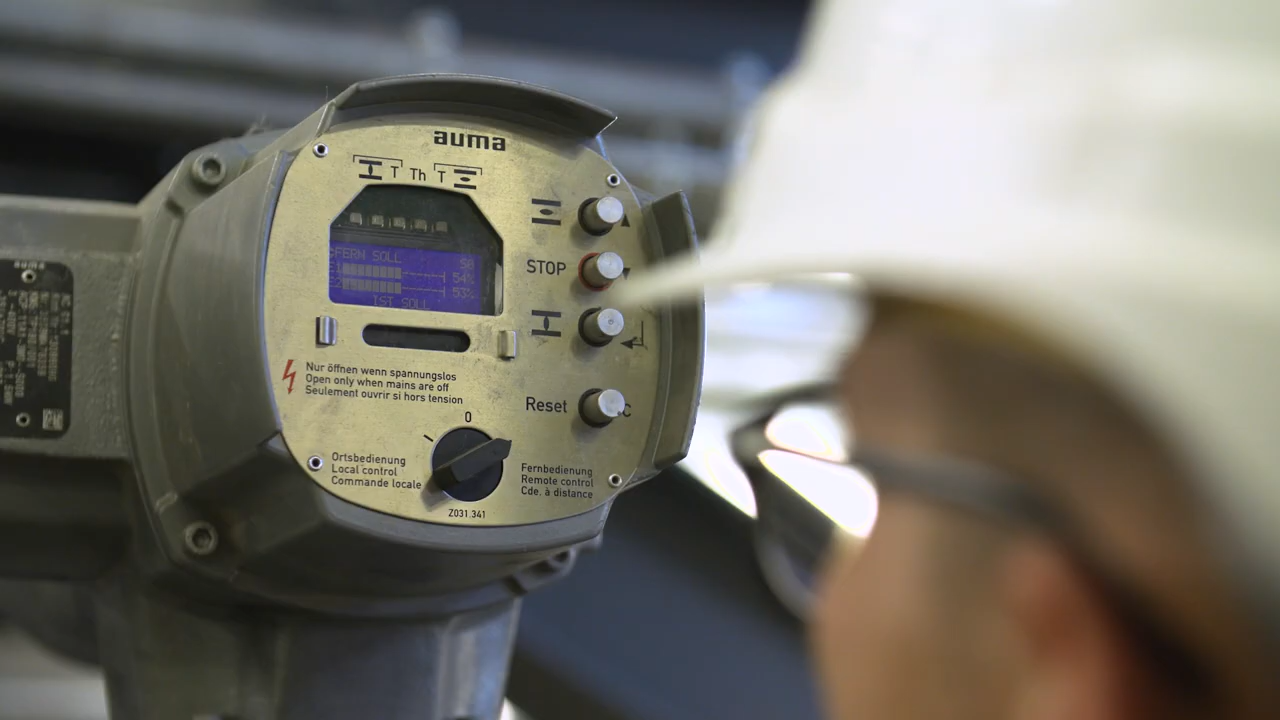 auma
T Th T
FERN SOLL
54%
53%
IST SOLL
STOP
Reset
C
Nur öffnen wenn spannungslos
Open only when mains are off
Seulement ouvrir si hors tension
0
Ortsbedienung
Local control
Commande locale
Fernbedienung
Remote control
Cde. à distance
Z031.341